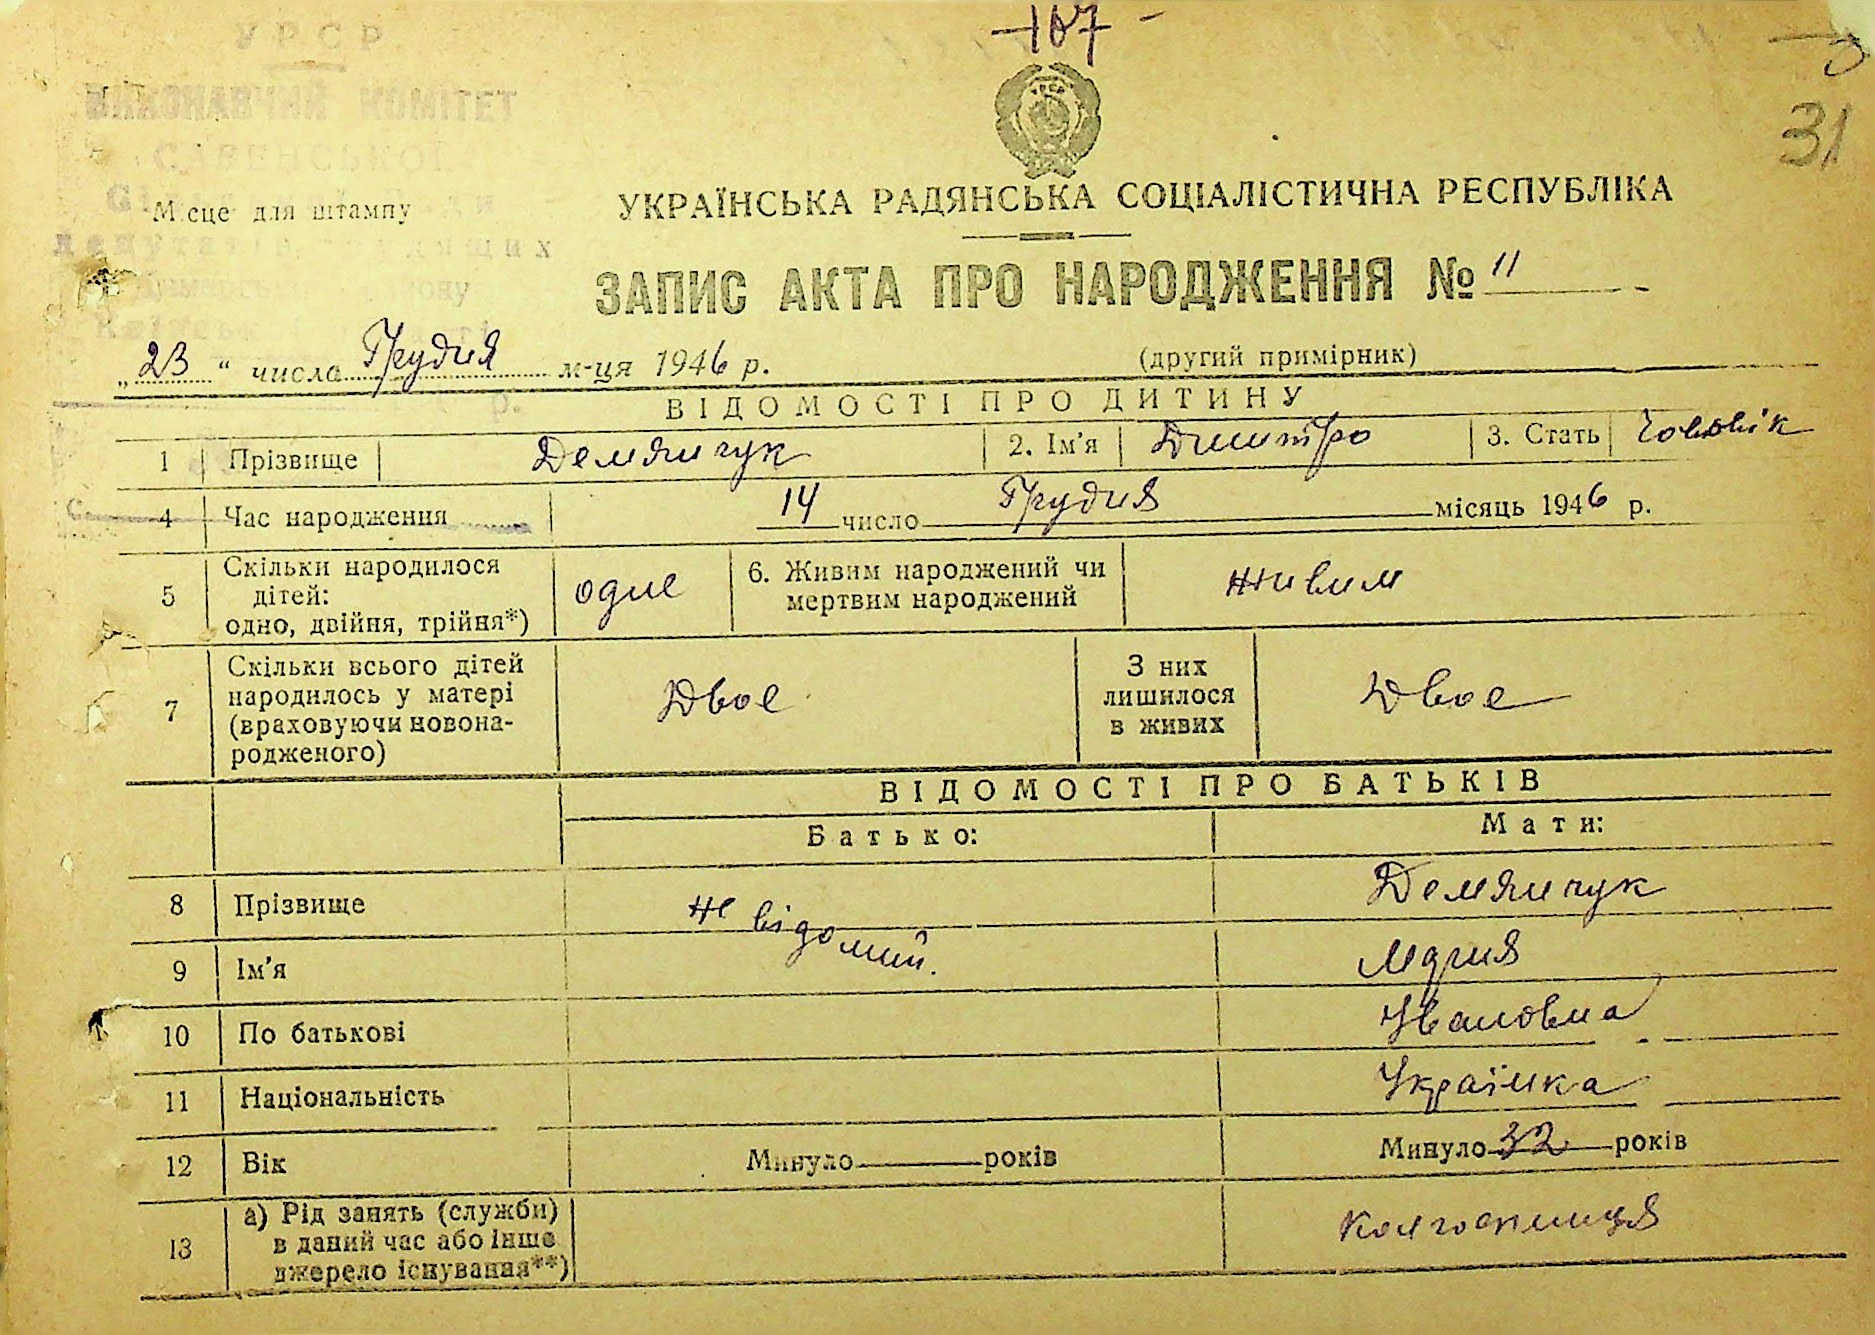 -107-
31
УРСР
ВИКОНАВЧИЙ КОМІТЕТ
Місце для штампу
УКРАЇНСЬКА РАДЯНСЬКА СОЦІАЛІСТИЧНА РЕСПУБЛІКА
ЗАПИС АКТА ПРО НАРОДЖЕННЯ № 11
„23“ числа Грудня м-ця 1946 р.
(другий примірник)
ВІДОМОСТІ ПРО ДИТИНУ
1 Прізвище Демянчук 2. Ім'я Дмитро 3. Стать Чоловік
4 Час народження 14 число Грудня місяць 1946 р.
5 Скільки народилося дітей: одно, двійня, трійня*) одне 6. Живим народжений чи мертвим народжений живим
7 Скільки всього дітей народилось у матері (враховуючи новонародженого) Двое З них лишилося в живих Двое
ВІДОМОСТІ ПРО БАТЬКІВ
Батько: Мати:
8 Прізвище не відомий. Демянчук
9 Ім'я Мария
10 По батькові Ивановна
11 Національність Українка
12 Вік Минуло років Минуло 32 років
13 а) Рід занять (служби) в даний час або інше джерело існування**) Колгоспниця